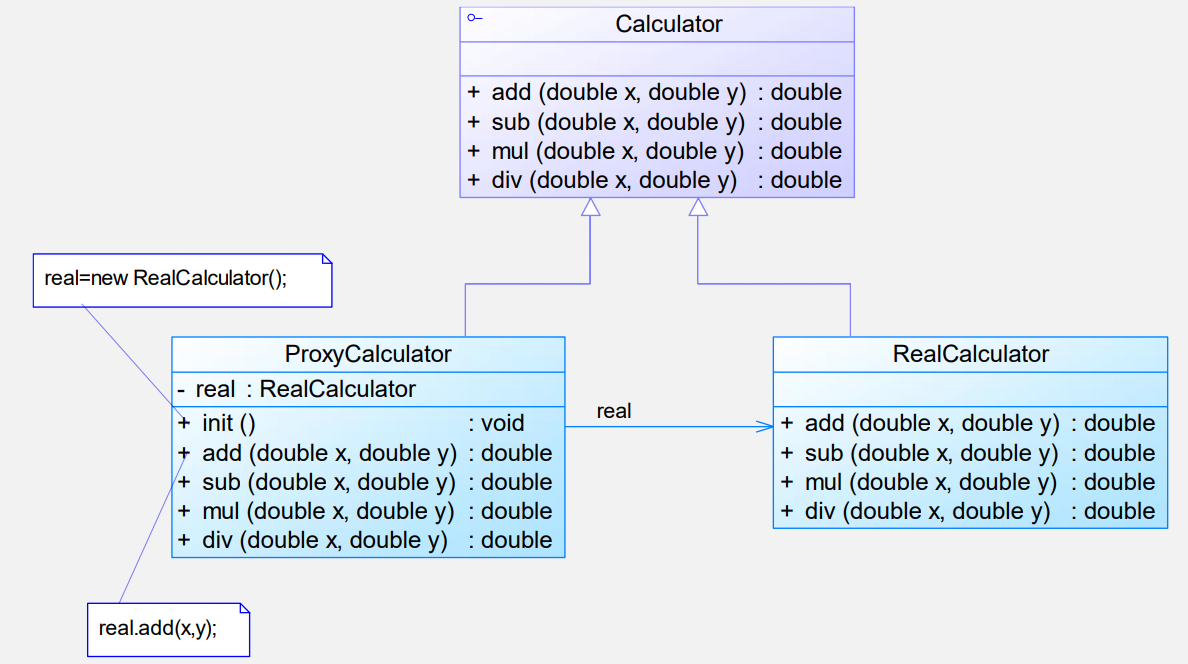 Calculator
+ add (double x, double y) : double
+ sub (double x, double y) : double
+ mul (double x, double y) : double
+ div (double x, double y) : double
real=new RealCalculator();
ProxyCalculator
- real : RealCalculator
+ init () : void
+ add (double x, double y) : double
+ sub (double x, double y) : double
+ mul (double x, double y) : double
+ div (double x, double y) : double
real
RealCalculator
+ add (double x, double y) : double
+ sub (double x, double y) : double
+ mul (double x, double y) : double
+ div (double x, double y) : double
real.add(x,y);